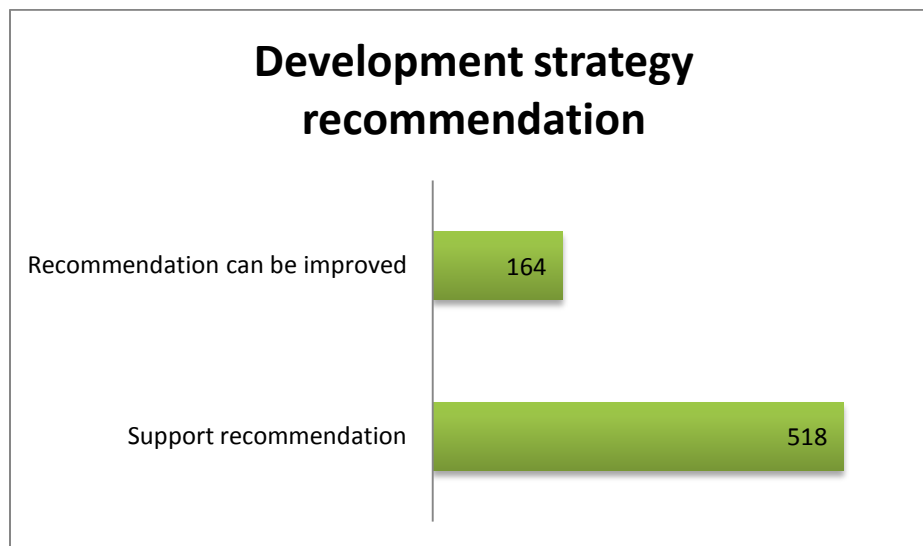 Development strategy
recommendation
Recommendation can be improved
164
Support recommendation
518